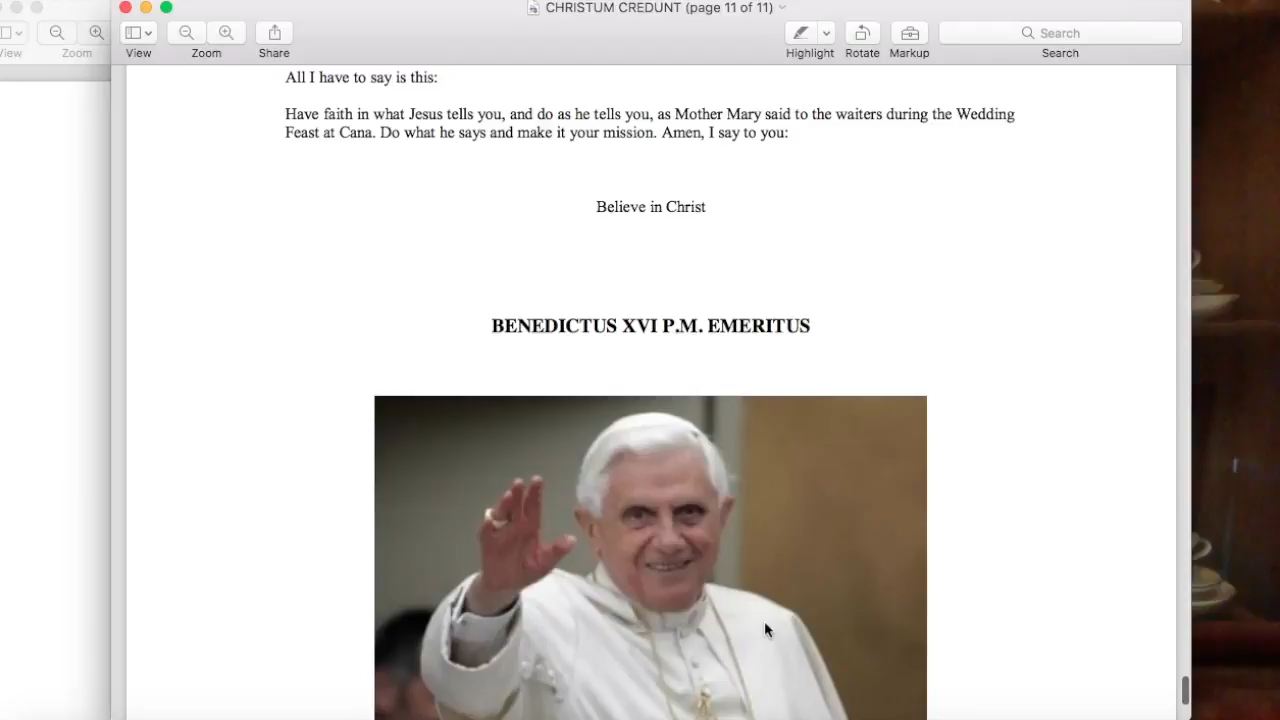 CHRISTUM CREDUNT (page 11 of 11)
View Zoom Share Highlight Rotate Markup Search
Search
View Zoom
All I have to say is this:
Have faith in what Jesus tells you, and do as he tells you, as Mother Mary said to the waiters during the Wedding
Feast at Cana. Do what he says and make it your mission. Amen, I say to you:
Believe in Christ
BENEDICTUS XVI P.M. EMERITUS